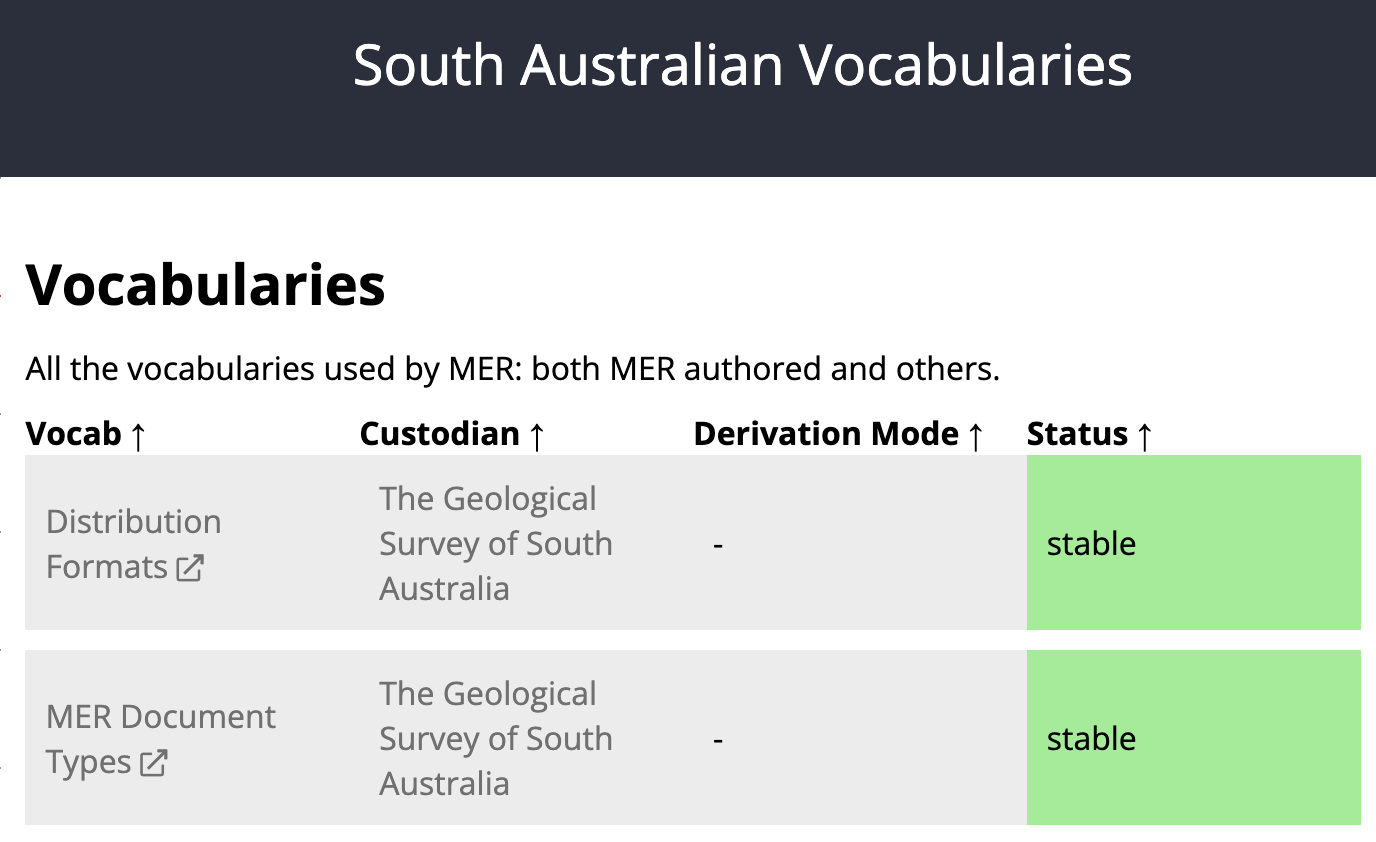 South Australian Vocabularies
Vocabularies
All the vocabularies used by MER: both MER authored and others.
Vocab ↑ Custodian ↑ Derivation Mode ↑ Status ↑
Distribution
Formats
The Geological
Survey of South
Australia
-
stable
MER Document
Types
The Geological
Survey of South
Australia
-
stable